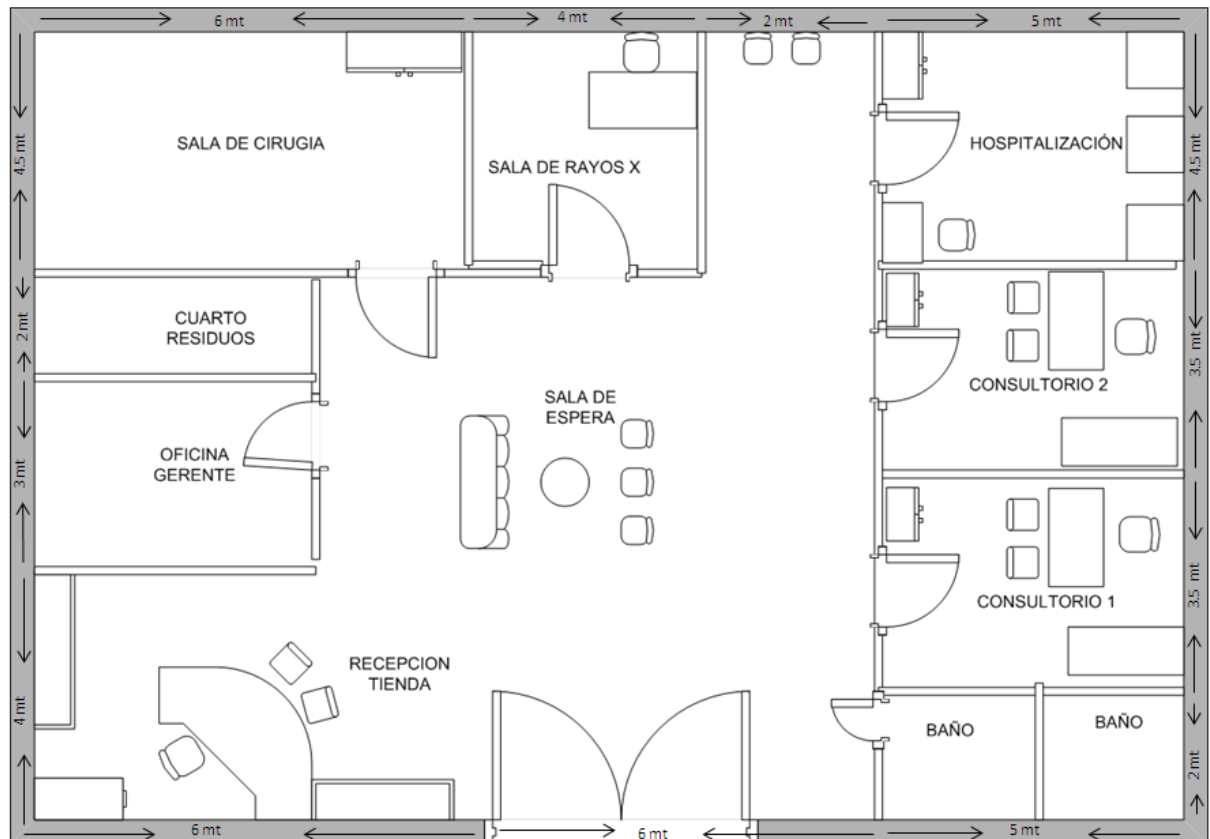 6 mt
4 mt
2 mt
5 mt
4.5 mt
SALA DE CIRUGIA
SALA DE RAYOS X
HOSPITALIZACIÓN
4.5 mt
2 mt
CUARTO
RESIDUOS
SALA DE
ESPERA
CONSULTORIO 2
3.5 mt
3 mt
OFICINA
GERENTE
CONSULTORIO 1
3.5 mt
4 mt
RECEPCION
TIENDA
BAÑO
BAÑO
2 mt
6 mt
6 mt
5 mt